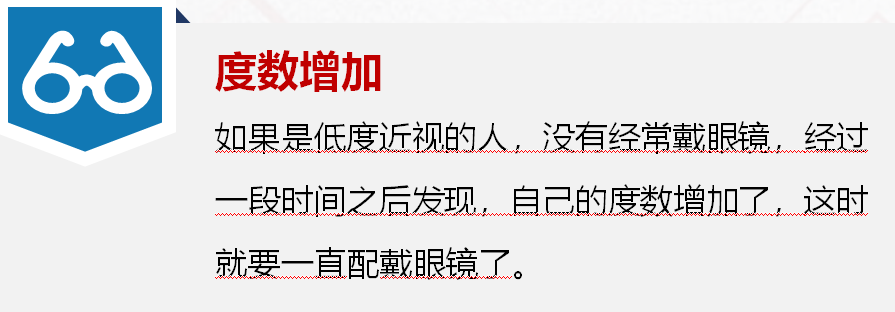 度数增加
如果是低度近视的人，没有经常戴眼镜，经过
一段时间之后发现，自己的度数增加了，这时
就要一直配戴眼镜了。